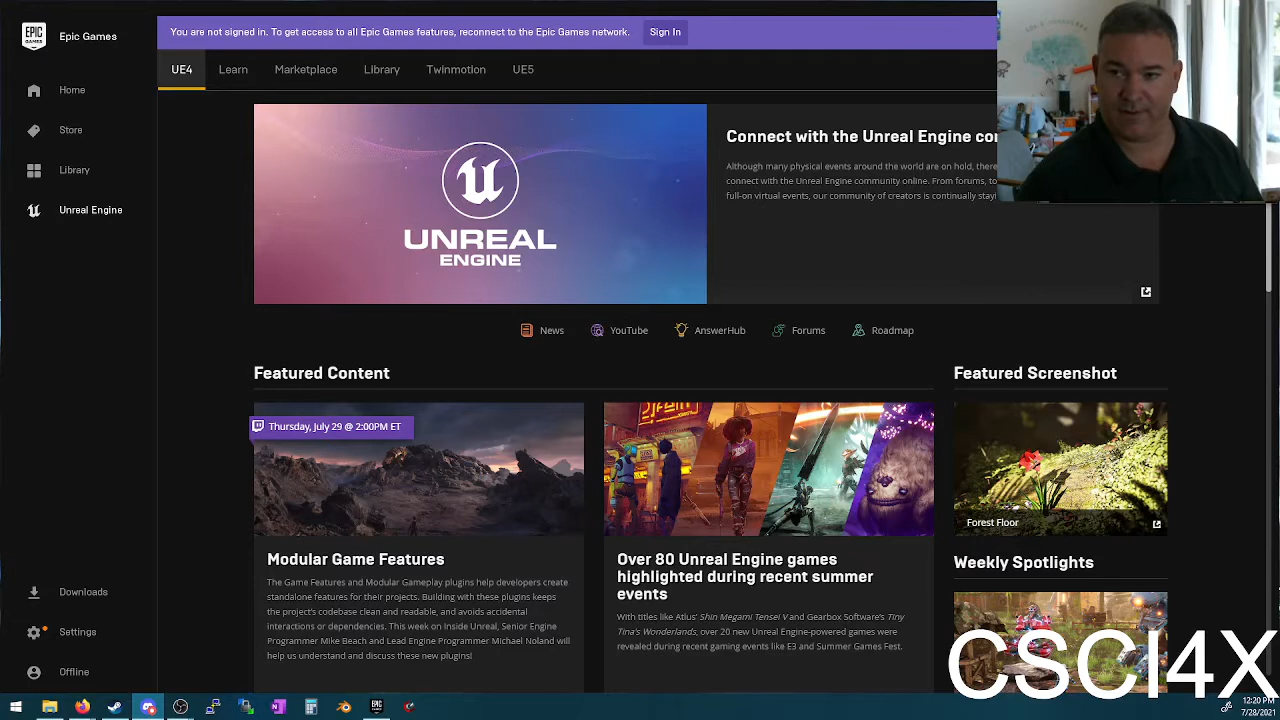 EPIC
GAMES
Epic Games
You are not signed in. To get access to all Epic Games features, reconnect to the Epic Games network.
Sign In
UE4
Learn
Marketplace
Library
Twinmotion
UE5
Home
Store
Library
Unreal Engine
UNREAL
ENGINE
Connect with the Unreal Engine co
Although many physical events around the world are on hold, there
connect with the Unreal Engine community online. From forums, to
full-on virtual events, our community of creators is continually stay
News
YouTube
AnswerHub
Forums
Roadmap
Featured Content
Featured Screenshot
Thursday, July 29 @ 2:00PM ET
Forest Floor
Modular Game Features
The Game Features and Modular Gameplay plugins help developers create
standalone features for their projects. Building with these plugins keeps
the project's codebase clean and readable, and avoids accidental
interactions or dependencies. This week on Inside Unreal, Senior Engine
Programmer Mike Beach and Lead Engine Programmer Michael Noland will
help us understand and discuss these new plugins!
Over 80 Unreal Engine games
highlighted during recent summer
events
With titles like Atlus' Shin Megami Tensei V and Gearbox Software's Tiny
Tina's Wonderlands, over 20 new Unreal Engine-powered games were
revealed during recent gaming events like E3 and Summer Games Fest.
Weekly Spotlights
Downloads
Settings
Offline
CSCI4X
12:20 PM
7/28/2021